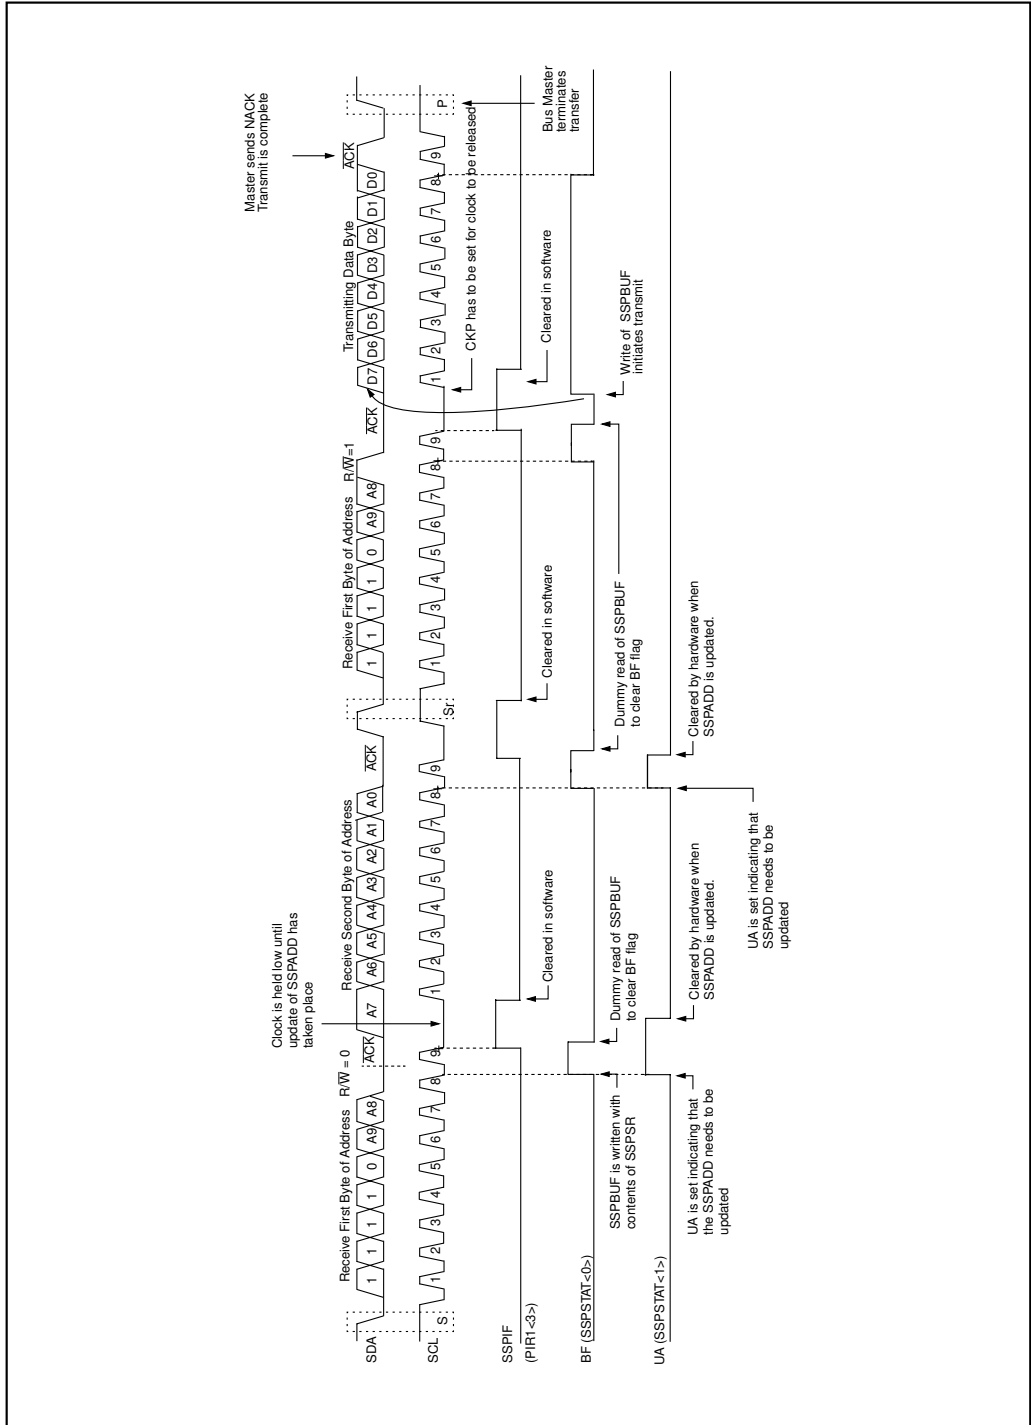 Master sends NACK
Transmit is complete
Clock is held low until
update of SSPADD has
taken place
Receive First Byte of Address R/W = 0
ACK
Receive Second Byte of Address
ACK
Receive First Byte of Address R/W=1
ACK
Transmitting Data Byte
ACK
SDA
1 1 1 1 0 A9 A8
A7 A6 A5 A4 A3 A2 A1 A0
1 1 1 1 0 A9 A8
D7 D6 D5 D4 D3 D2 D1 D0
SCL
S
1 2 3 4 5 6 7 8 9
1 2 3 4 5 6 7 8 9
Sr
1 2 3 4 5 6 7 8 9
1 2 3 4 5 6 7 8 9
P
CKP has to be set for clock to be released
Bus Master
terminates
transfer
SSPIF
(PIR1<3>)
Cleared in software
Cleared in software
Cleared in software
BF (SSPSTAT<0>)
SSPBUF is written with
contents of SSPSR
Dummy read of SSPBUF
to clear BF flag
Dummy read of SSPBUF
to clear BF flag
Write of SSPBUF
initiates transmit
UA (SSPSTAT<1>)
UA is set indicating that
the SSPADD needs to be
updated
Cleared by hardware when
SSPADD is updated.
UA is set indicating that
SSPADD needs to be
updated
Cleared by hardware when
SSPADD is updated.